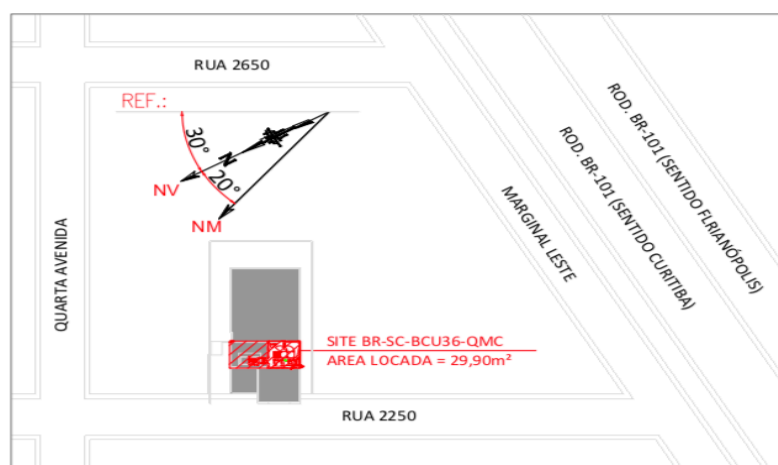 RUA 2650
REF.:
30°
N
20°
NV
NM
QUARTA AVENIDA
MARGINAL LESTE
ROD. BR-101 (SENTIDO CURITIBA)
ROD. BR-101 (SENTIDO FLRIANÓPOLIS)
SITE BR-SC-BCU36-QMC
AREA LOCADA = 29,90m²
RUA 2250